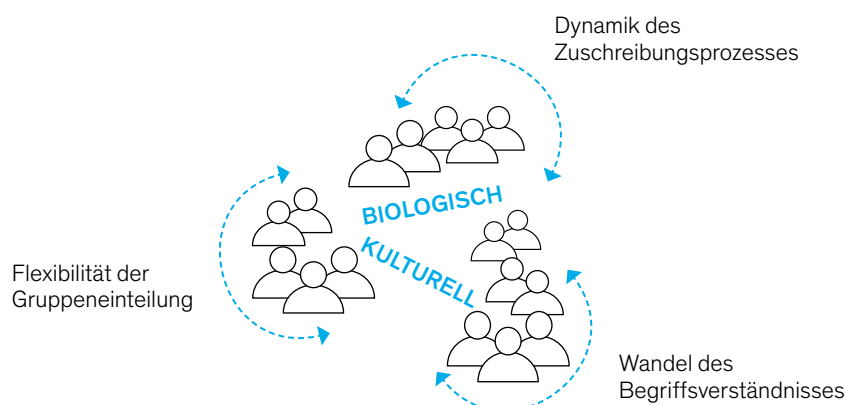 Dynamik des
Zuschreibungsprozesses
BIOLOGISCH
KULTURELL
Flexibilität der
Gruppeneinteilung
Wandel des
Begriffsverständnisses